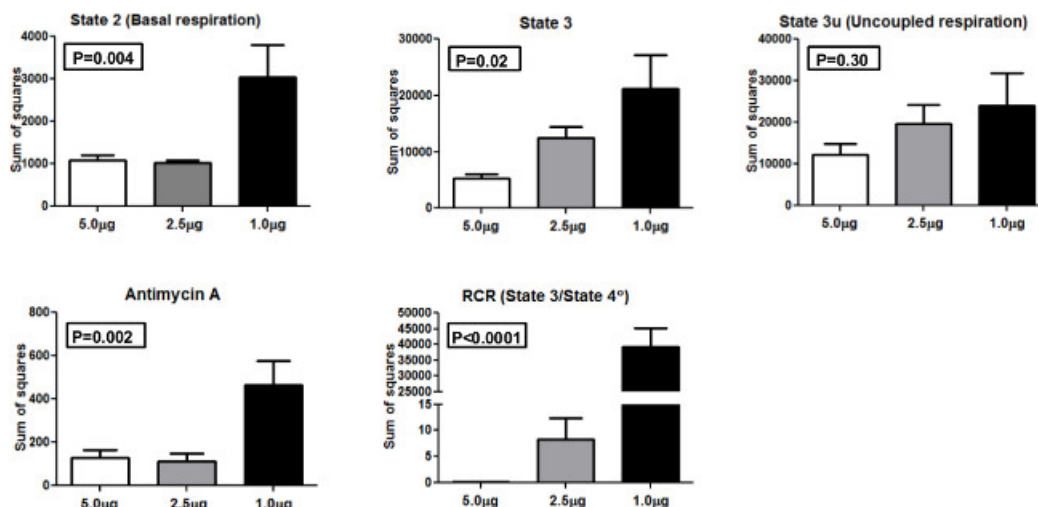 State 2 (Basal respiration)
P=0.004
Sum of squares
4000
3000
2000
1000
0
5.0µg 2.5µg 1.0µg
State 3
P=0.02
Sum of squares
30000
20000
10000
0
5.0µg 2.5µg 1.0µg
State 3u (Uncoupled respiration)
P=0.30
Sum of squares
40000
30000
20000
10000
0
5.0µg 2.5µg 1.0µg
Antimycin A
P=0.002
Sum of squares
800
600
400
200
0
5.0µg 2.5µg 1.0µg
RCR (State 3/State 4º)
P<0.0001
Sum of squares
50000
45000
40000
35000
30000
25000
15
10
5
0
5.0µg 2.5µg 1.0µg